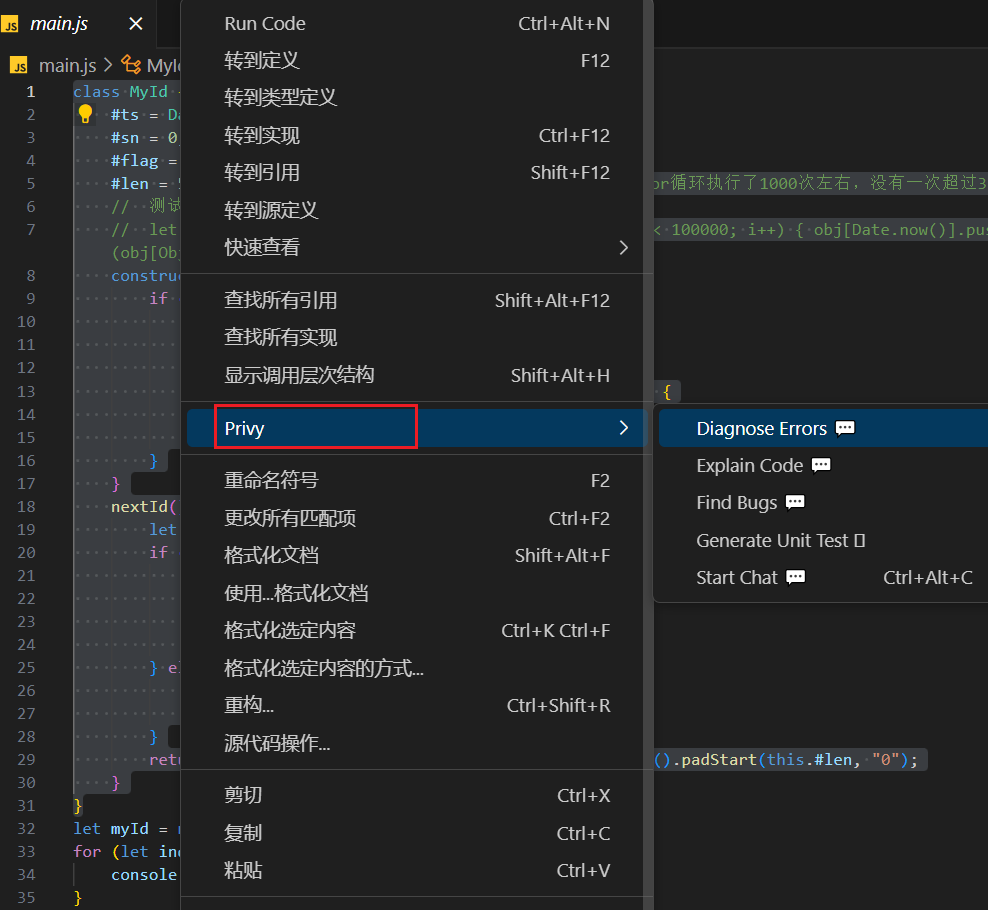 JS main.js ×
JS main.js > MyId
1 class MyId
2 #ts = Da
3 #sn = 0
4 #flag =
5 #len =
or循环执行了1000次左右，没有一次超过3
6 // 测试
7 // let
< 100000; i++) { obj[Date.now()].pus
(obj[Ob
8 constru
9 if
10
11
12
13 {
14
15
16 }
17 }
18 nextId(
19 let
20 if
21
22
23
24
25 } e
26
27
28 }
29 retu
().padStart(this.#len, "0");
30 }
31 }
32 let myId =
33 for (let ind
34 console
35 }
Run Code Ctrl+Alt+N
转到定义 F12
转到类型定义
转到实现 Ctrl+F12
转到引用 Shift+F12
转到源定义
快速查看 >
查找所有引用 Shift+Alt+F12
查找所有实现
显示调用层次结构 Shift+Alt+H
Privy >
重命名符号 F2
更改所有匹配项 Ctrl+F2
格式化文档 Shift+Alt+F
使用...格式化文档
格式化选定内容 Ctrl+K Ctrl+F
格式化选定内容的方式...
重构... Ctrl+Shift+R
源代码操作...
剪切 Ctrl+X
复制 Ctrl+C
粘贴 Ctrl+V
Diagnose Errors
Explain Code
Find Bugs
Generate Unit Test
Start Chat Ctrl+Alt+C